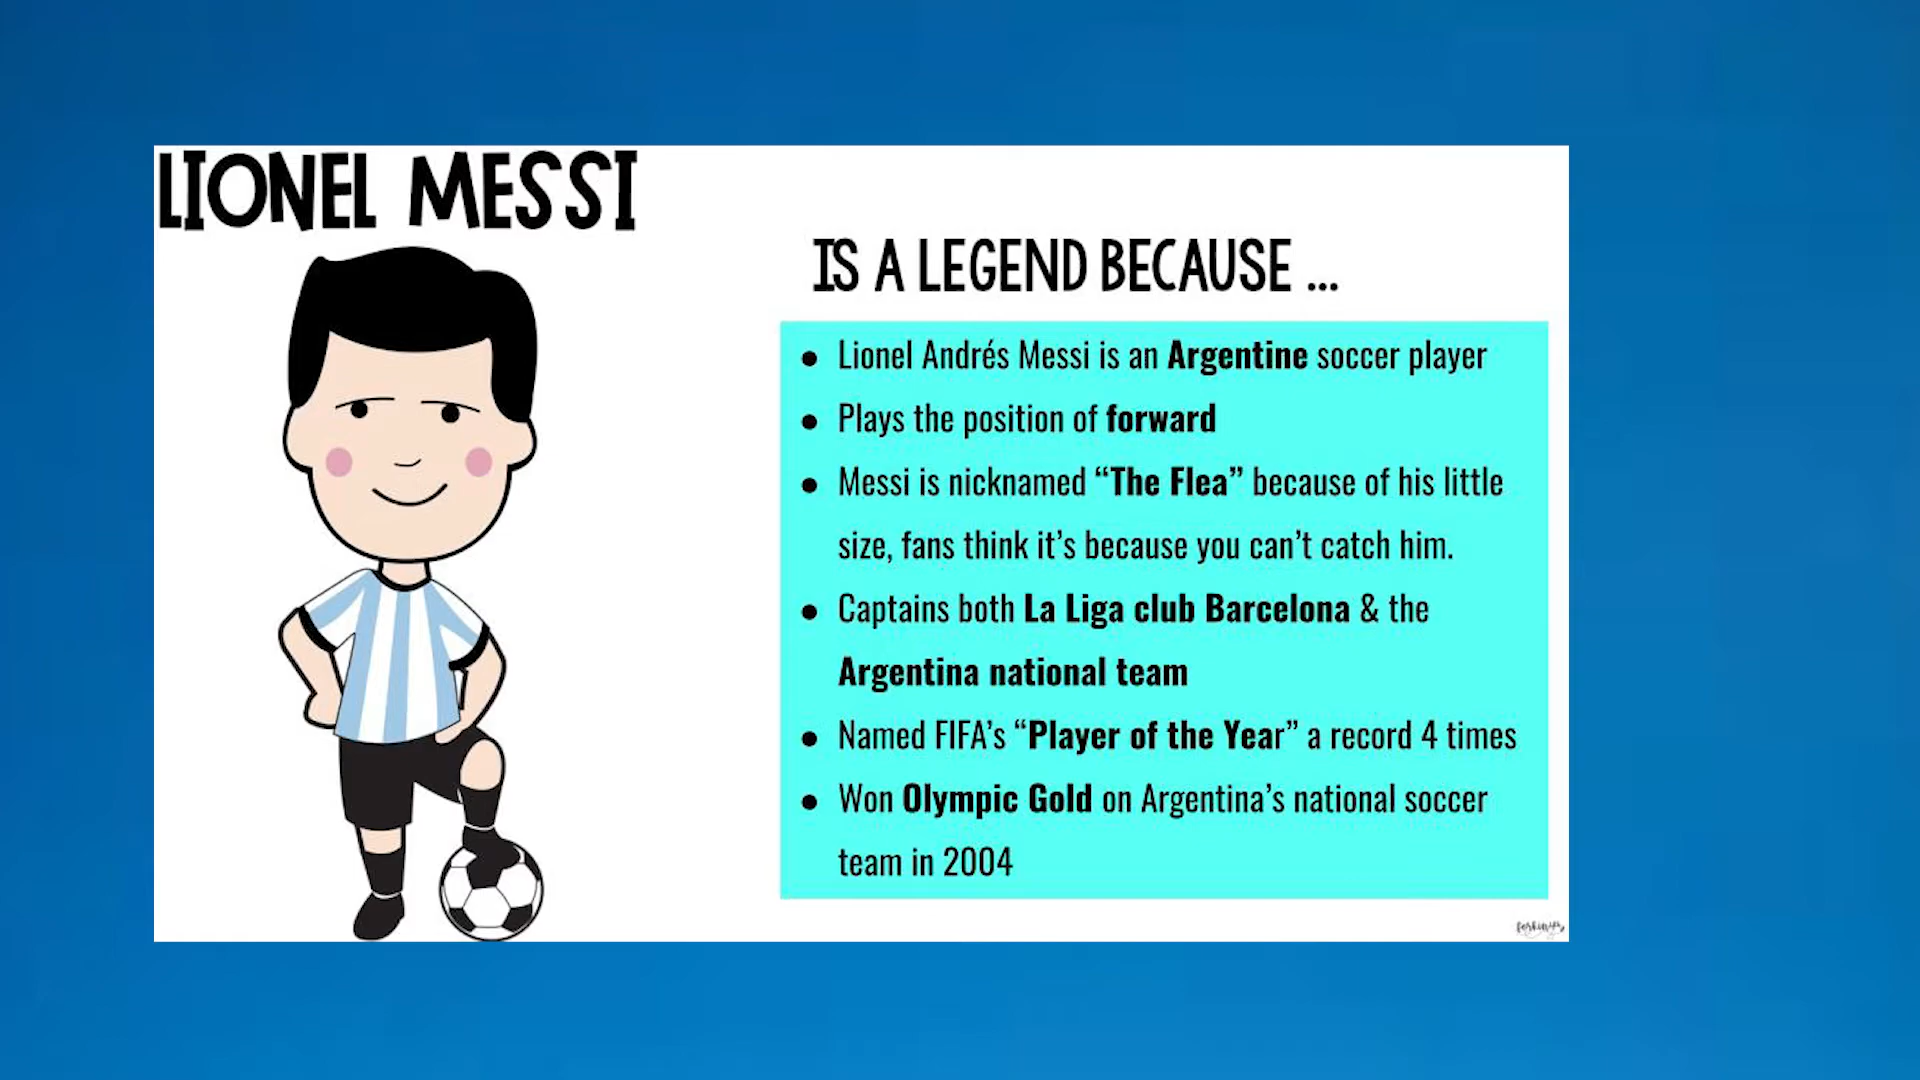 LIONEL MESSI
IS A LEGEND BECAUSE ...
● Lionel Andrés Messi is an Argentine soccer player
● Plays the position of forward
● Messi is nicknamed “The Flea” because of his little
size, fans think it’s because you can’t catch him.
● Captains both La Liga club Barcelona & the
Argentina national team
● Named FIFA’s “Player of the Year” a record 4 times
● Won Olympic Gold on Argentina’s national soccer
team in 2004